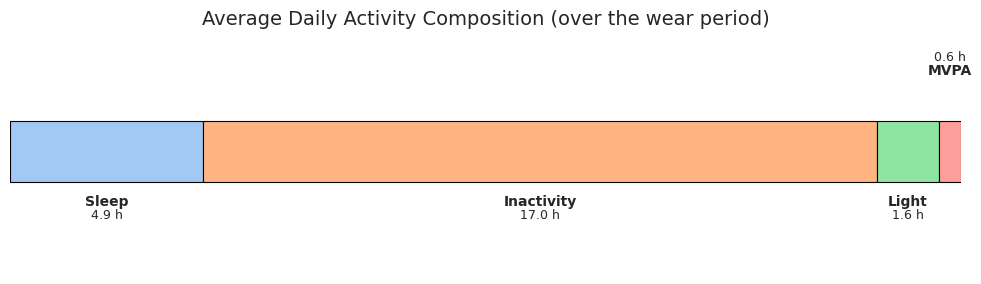 Average Daily Activity Composition (over the wear period)
0.6 h
MVPA
Sleep
4.9 h
Inactivity
17.0 h
Light
1.6 h